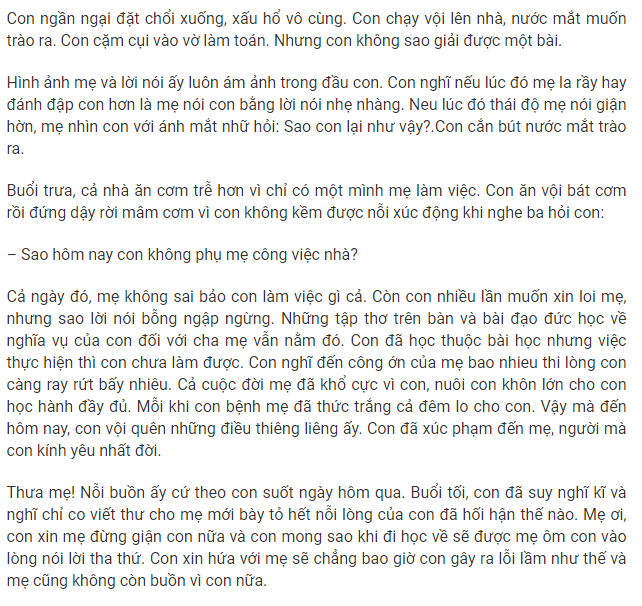 Con ngần ngại đặt chổi xuống, xấu hổ vô cùng. Con chạy vội lên nhà, nước mắt muốn
trào ra. Con cặm cụi vào vờ làm toán. Nhưng con không sao giải được một bài.
Hình ảnh mẹ và lời nói ấy luôn ám ảnh trong đầu con. Con nghĩ nếu lúc đó mẹ la rầy hay
đánh đập con hơn là mẹ nói con bằng lời nói nhẹ nhàng. Neu lúc đó thái độ mẹ nói giận
hờn, mẹ nhìn con với ánh mắt nhữ hỏi: Sao con lại như vậy?.Con cắn bút nước mắt trào
ra.
Buổi trưa, cả nhà ăn cơm trễ hơn vì chỉ có một mình mẹ làm việc. Con ăn vội bát cơm
rồi đứng dậy rời mâm cơm vì con không kềm được nỗi xúc động khi nghe ba hỏi con:
– Sao hôm nay con không phụ mẹ công việc nhà?
Cả ngày đó, mẹ không sai bảo con làm việc gì cả. Còn con nhiều lần muốn xin loi mẹ,
nhưng sao lời nói bỗng ngập ngừng. Những tập thơ trên bàn và bài đạo đức học về
nghĩa vụ của con đối với cha mẹ vẫn nằm đó. Con đã học thuộc bài học nhưng việc
thực hiện thì con chưa làm được. Con nghĩ đến công ớn của mẹ bao nhieu thi lòng con
càng ray rứt bấy nhiêu. Cả cuộc đời mẹ đã khổ cực vì con, nuôi con khôn lớn cho con
học hành đầy đủ. Mỗi khi con bệnh mẹ đã thức trắng cả đêm lo cho con. Vậy mà đến
hôm nay, con vội quên những điều thiêng liêng ấy. Con đã xúc phạm đến mẹ, người mà
con kính yêu nhất đời.
Thưa mẹ! Nỗi buồn ấy cứ theo con suốt ngày hôm qua. Buổi tối, con đã suy nghĩ kĩ và
nghĩ chỉ co viết thư cho mẹ mới bày tỏ hết nỗi lòng của con đã hối hận thế nào. Mẹ ơi,
con xin mẹ đừng giận con nữa và con mong sao khi đi học về sẽ được mẹ ôm con vào
lòng nói lời tha thứ. Con xin hứa với mẹ sẽ chẳng bao giờ con gây ra lỗi lầm như thế và
mẹ cũng không còn buồn vì con nữa.